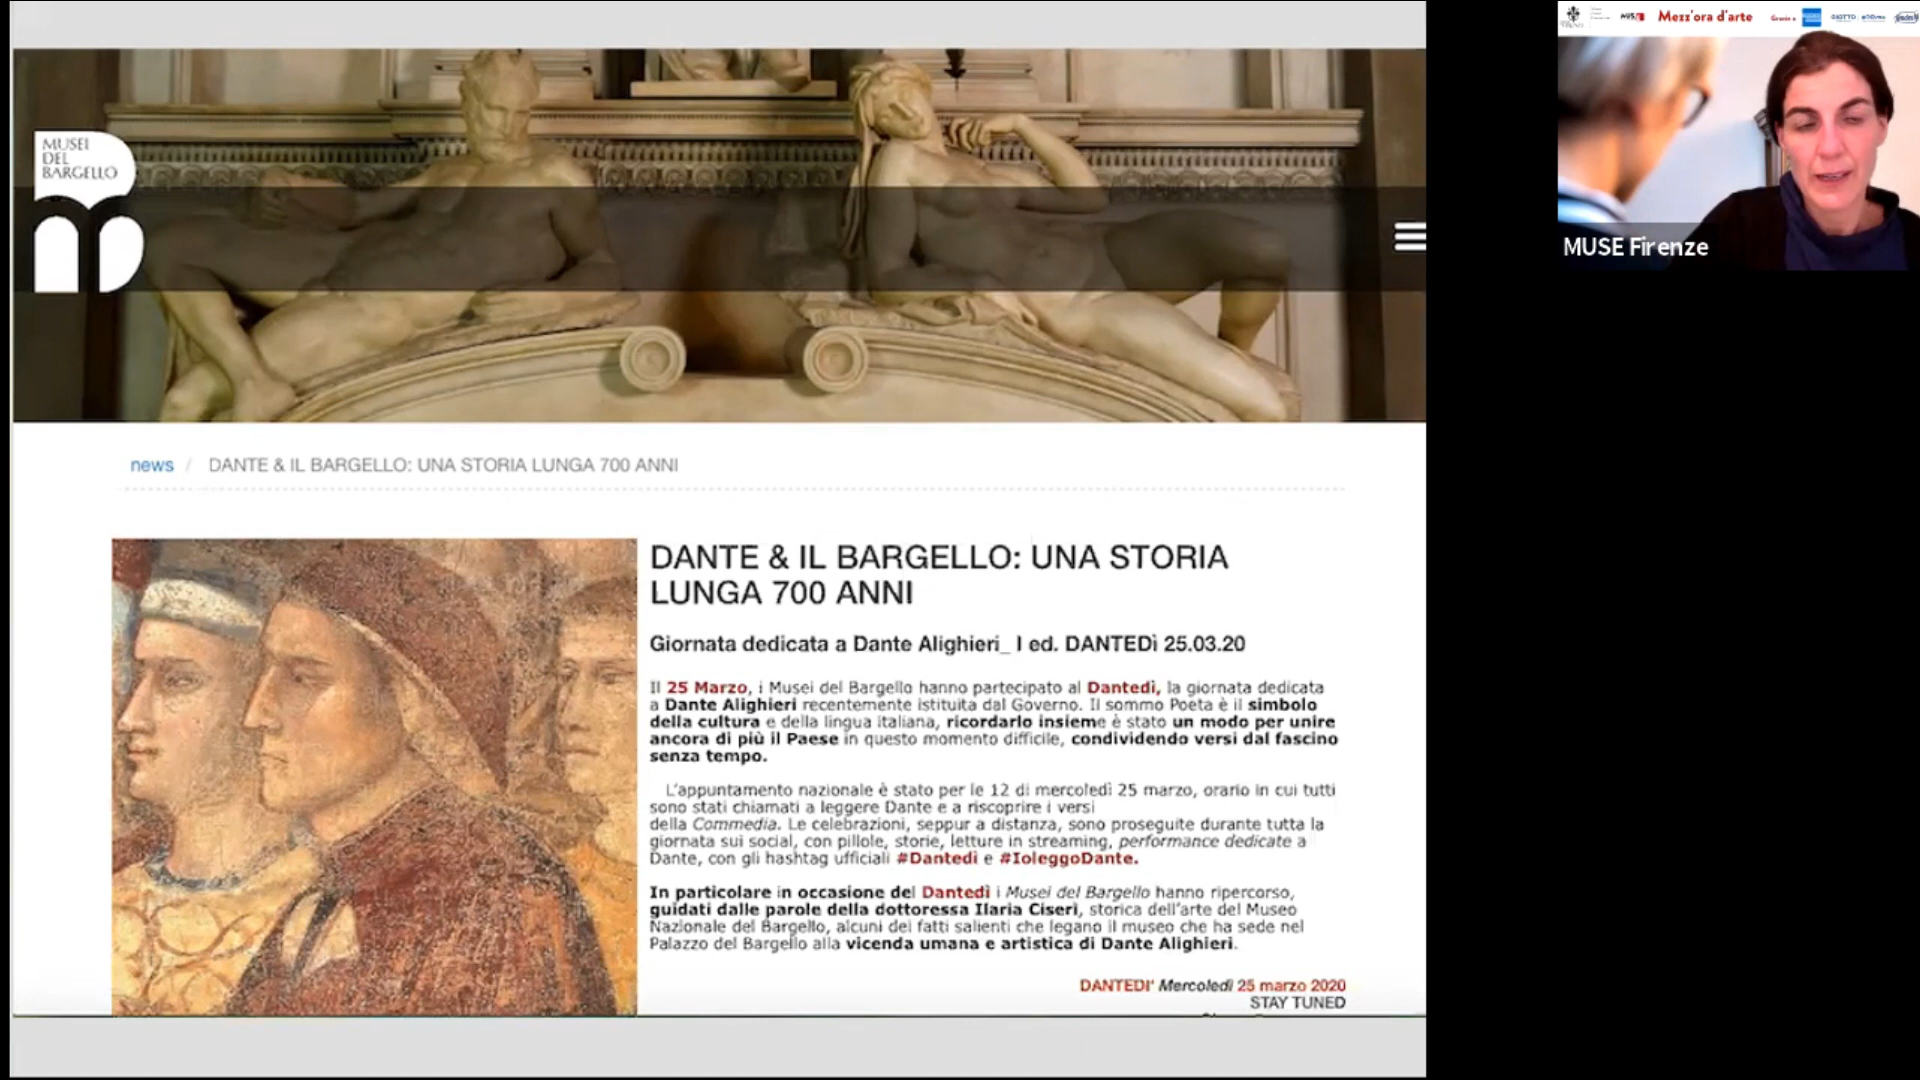 MUSEI
DEL
BARGELLO
news / DANTE & IL BARGELLO: UNA STORIA LUNGA 700 ANNI
DANTE & IL BARGELLO: UNA STORIA
LUNGA 700 ANNI
Giornata dedicata a Dante Alighieri_ I ed. DANTEDì 25.03.20
Il 25 Marzo, i Musei del Bargello hanno partecipato al Dantedì, la giornata dedicata
a Dante Alighieri recentemente istituita dal Governo. Il sommo Poeta è il simbolo
della cultura e della lingua italiana, ricordarlo insieme è stato un modo per unire
ancora di più il Paese in questo momento difficile, condividendo versi dal fascino
senza tempo.
L'appuntamento nazionale è stato per le 12 di mercoledì 25 marzo, orario in cui tutti
sono stati chiamati a leggere Dante e a riscoprire i versi
della Commedia. Le celebrazioni, seppur a distanza, sono proseguite durante tutta la
giornata sui social, con pillole, storie, letture in streaming, performance dedicate a
Dante, con gli hashtag ufficiali #Dantedì e #IoleggoDante.
In particolare in occasione del Dantedì i Musei del Bargello hanno ripercorso,
guidati dalle parole della dottoressa Ilaria Ciseri, storica dell'arte del Museo
Nazionale del Bargello, alcuni dei fatti salienti che legano il museo che ha sede nel
Palazzo del Bargello alla vicenda umana e artistica di Dante Alighieri.
DANTEDI' Mercoledì 25 marzo 2020
STAY TUNED
MUS.E Mezz'ora d'arte Grazie a GIOTTO
MUSE Firenze